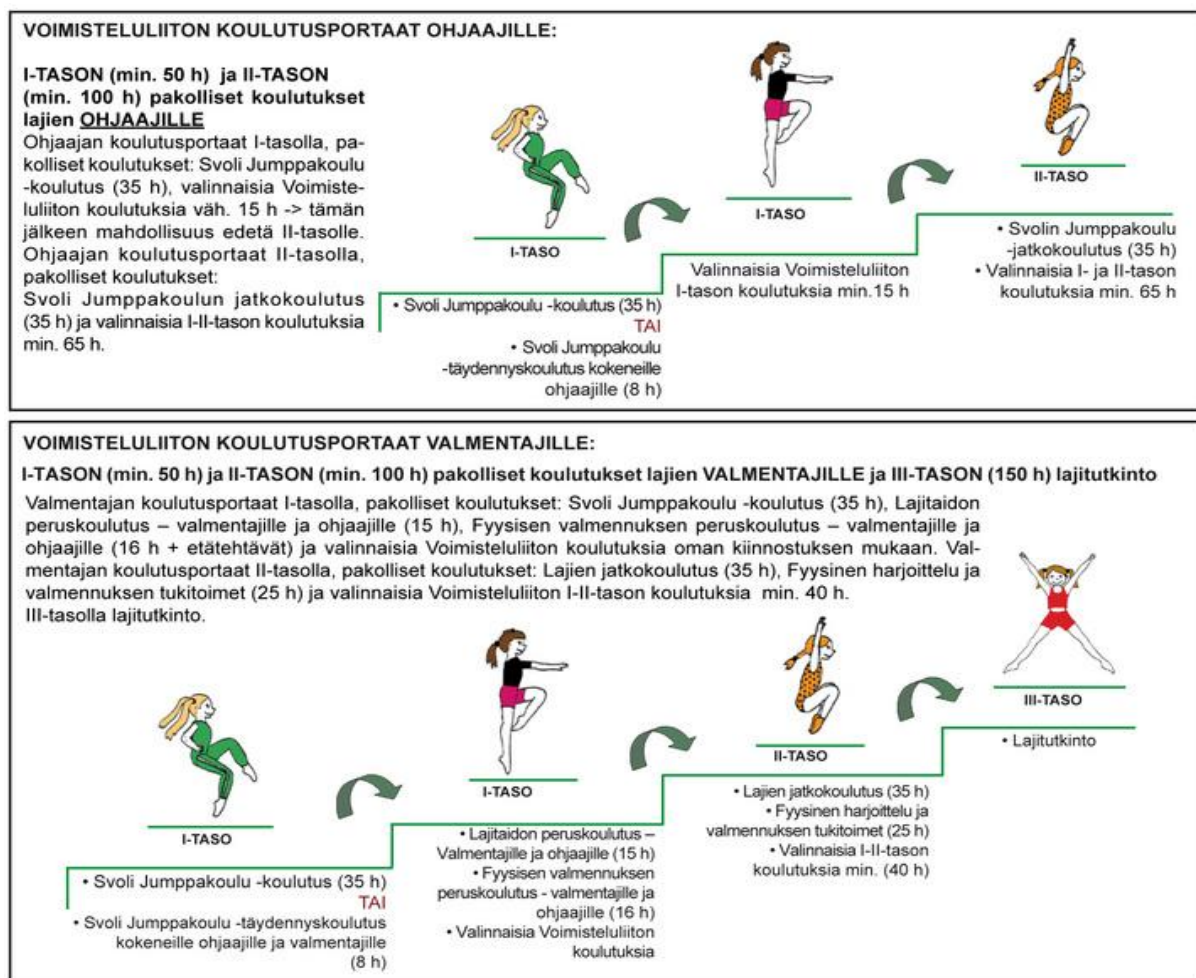 VOIMISTELULIITON KOULUTUSPORTAAT OHJAAJILLE:
I-TASON (min. 50 h) ja II-TASON
(min. 100 h) pakolliset koulutukset
lajien OHJAAJILLE
Ohjaajan koulutusportaat I-tasolla, pa-
kolliset koulutukset: Svoli Jumppakoulu
-koulutus (35 h), valinnaisia Voimiste-
luliiton koulutuksia väh. 15 h -> tämän
jälkeen mahdollisuus edetä II-tasolle.
Ohjaajan koulutusportaat II-tasolla,
pakolliset koulutukset:
Svoli Jumppakoulun jatkokoulutus
(35 h) ja valinnaisia I-II-tason koulutuksia
min. 65 h.
I-TASO
• Svoli Jumppakoulu -koulutus (35 h)
TAI
• Svoli Jumppakoulu
-täydennyskoulutus kokeneille
ohjaajille (8 h)
I-TASO
Valinnaisia Voimisteluliiton
I-tason koulutuksia min.15 h
II-TASO
• Svolin Jumppakoulu
-jatkokoulutus (35 h)
• Valinnaisia I- ja II-tason
koulutuksia min. 65 h
VOIMISTELULIITON KOULUTUSPORTAAT VALMENTAJILLE:
I-TASON (min. 50 h) ja II-TASON (min. 100 h) pakolliset koulutukset lajien VALMENTAJILLE ja III-TASON (150 h) lajitutkinto
Valmentajan koulutusportaat I-tasolla, pakolliset koulutukset: Svoli Jumppakoulu -koulutus (35 h), Lajitaidon
peruskoulutus – valmentajille ja ohjaajille (15 h), Fyysisen valmennuksen peruskoulutus – valmentajille ja
ohjaajille (16 h + etätehtävät) ja valinnaisia Voimisteluliiton koulutuksia oman kiinnostuksen mukaan. Val-
mentajan koulutusportaat II-tasolla, pakolliset koulutukset: Lajien jatkokoulutus (35 h), Fyysinen harjoittelu ja
valmennuksen tukitoimet (25 h) ja valinnaisia Voimisteluliiton I-II-tason koulutuksia min. 40 h.
III-tasolla lajitutkinto.
I-TASO
• Svoli Jumppakoulu -koulutus (35 h)
TAI
• Svoli Jumppakoulu -täydennyskoulutus
kokeneille ohjaajille ja valmentajille
(8 h)
I-TASO
• Lajitaidon peruskoulutus –
Valmentajille ja ohjaajille (15 h)
• Fyysisen valmennuksen
peruskoulutus - valmentajille ja
ohjaajille (16 h)
• Valinnaisia Voimisteluliiton
koulutuksia
II-TASO
• Lajien jatkokoulutus (35 h)
• Fyysinen harjoittelu ja
valmennuksen tukitoimet (25 h)
• Valinnaisia I-II-tason
koulutuksia min. (40 h)
III-TASO
• Lajitutkinto